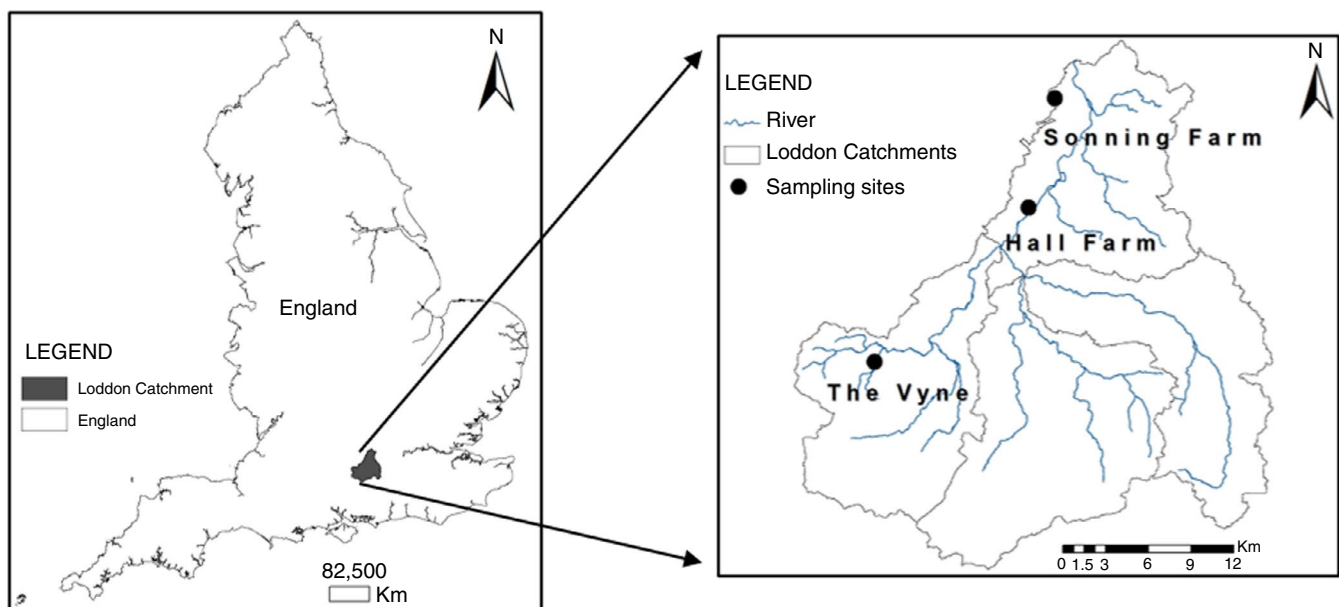 N
England
LEGEND
Loddon Catchment
England
82,500
Km
N
LEGEND
River
Loddon Catchments
Sampling sites
Sonning Farm
Hall Farm
The Vyne
Km
0 1.5 3 6 9 12